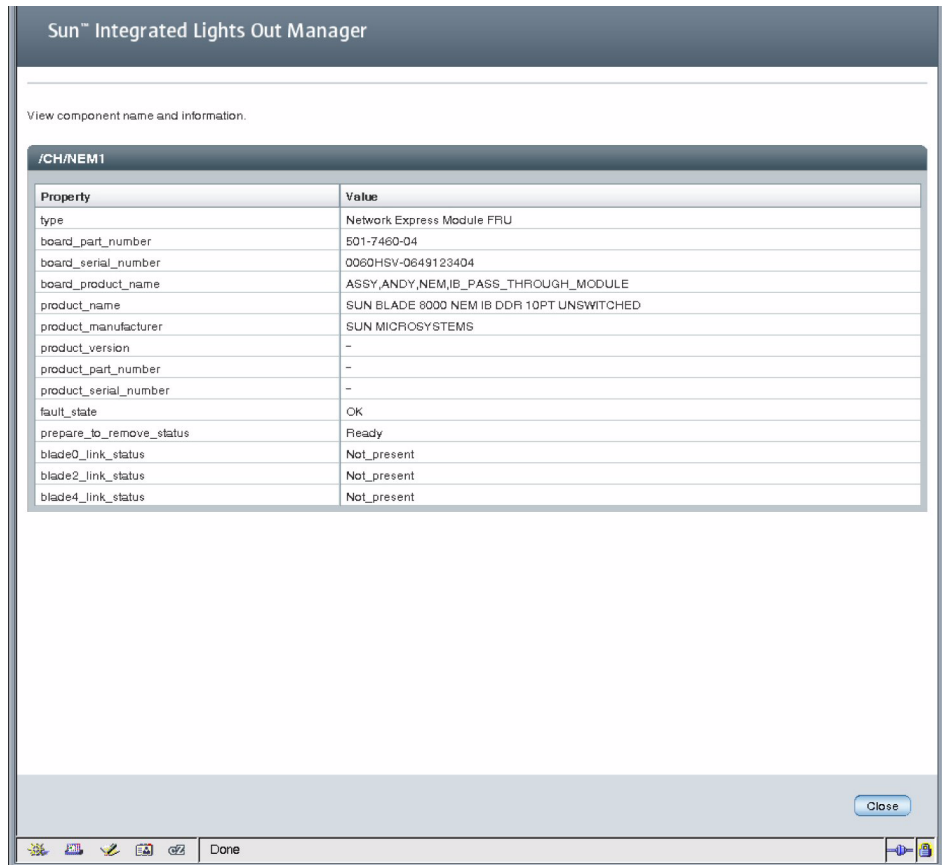 Sun™ Integrated Lights Out Manager
View component name and information.
/CH/NEM1
Property Value
type Network Express Module FRU
board_part_number 501-7460-04
board_serial_number 0060HSV-0649123404
board_product_name ASSY,ANDY,NEM,IB_PASS_THROUGH_MODULE
product_name SUN BLADE 8000 NEM IB DDR 10PT UNSWITCHED
product_manufacturer SUN MICROSYSTEMS
product_version -
product_part_number -
product_serial_number -
fault_state OK
prepare_to_remove_status Ready
blade0_link_status Not_present
blade2_link_status Not_present
blade4_link_status Not_present
Close
Done